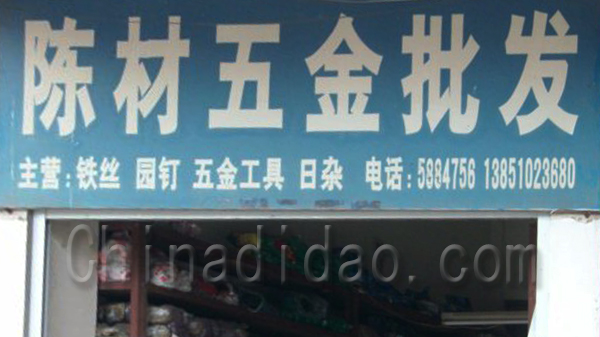 陈材五金批发
主营:铁丝 园钉 五金工具 日杂 电话:5984756 13851023680
Chinadidao.com